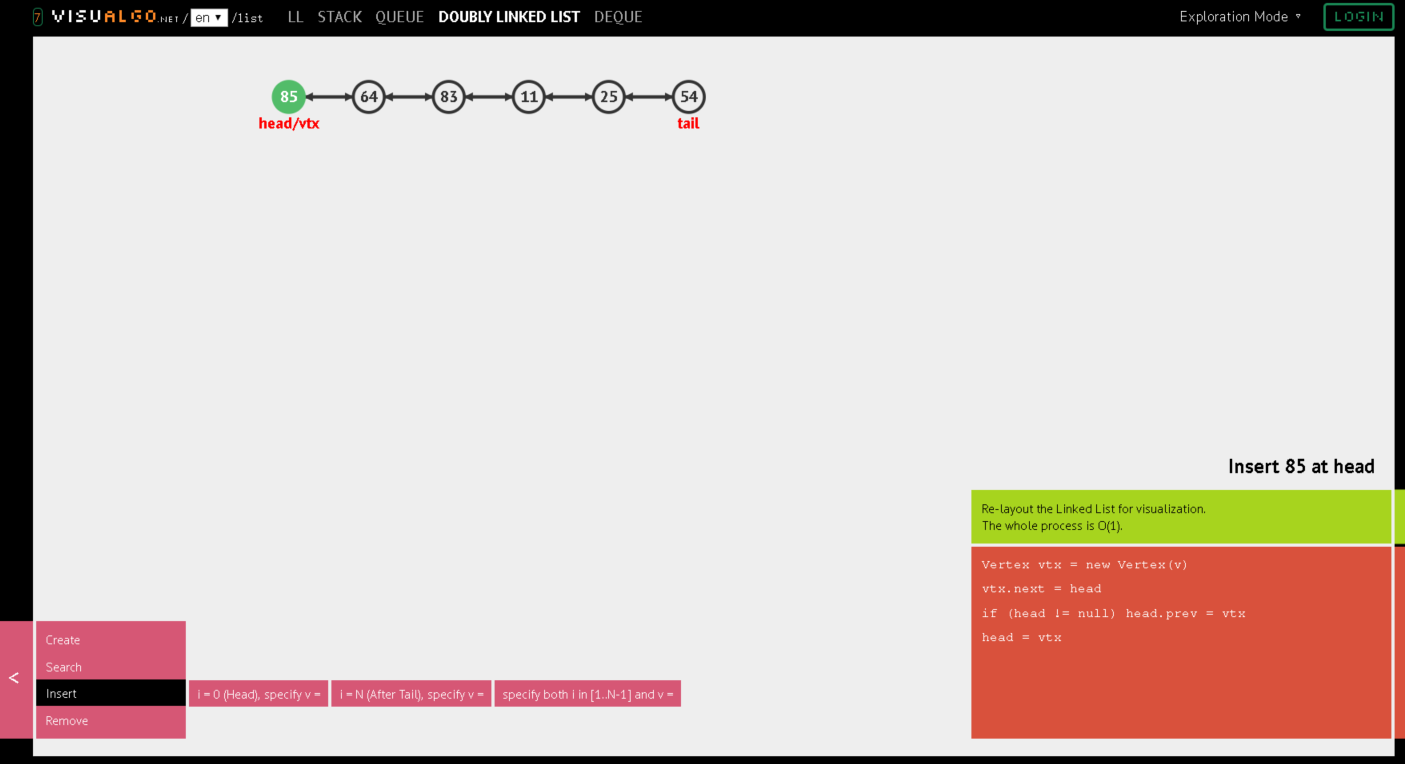 7 VISUALGO.NET / en ▼ /list LL STACK QUEUE DOUBLY LINKED LIST DEQUE Exploration Mode ▿ LOGIN
85 64 83 11 25 54
head/vtx tail
Insert 85 at head
Re-layout the Linked List for visualization.
The whole process is O(1).
Vertex vtx = new Vertex(v)
vtx.next = head
if (head != null) head.prev = vtx
head = vtx
<
Create
Search
Insert
Remove
i = 0 (Head), specify v =
i = N (After Tail), specify v =
specify both i in [1..N-1] and v =